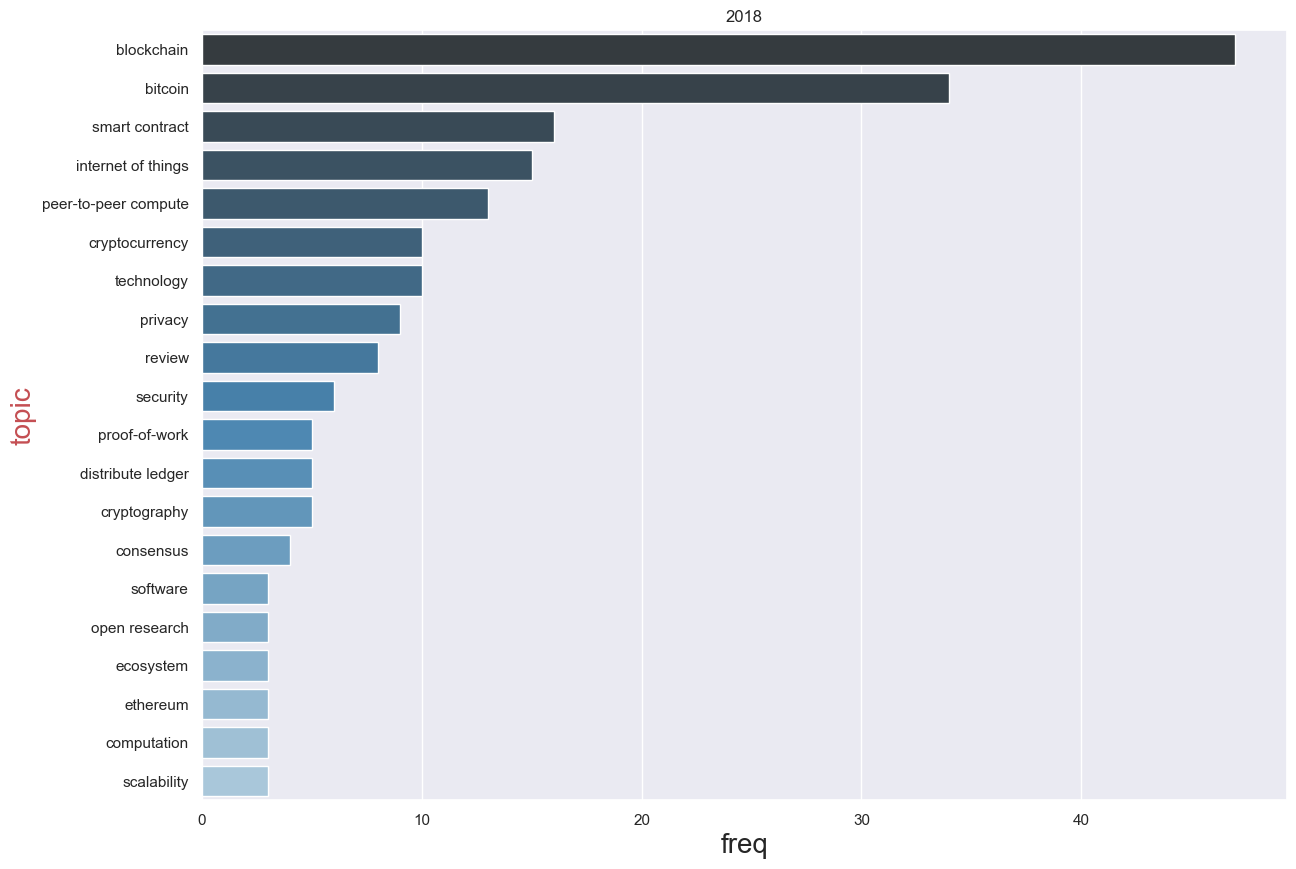 2018
blockchain
bitcoin
smart contract
internet of things
peer-to-peer compute
cryptocurrency
technology
privacy
review
security
proof-of-work
distribute ledger
cryptography
consensus
software
open research
ecosystem
ethereum
computation
scalability
topic
0 10 20 30 40
freq